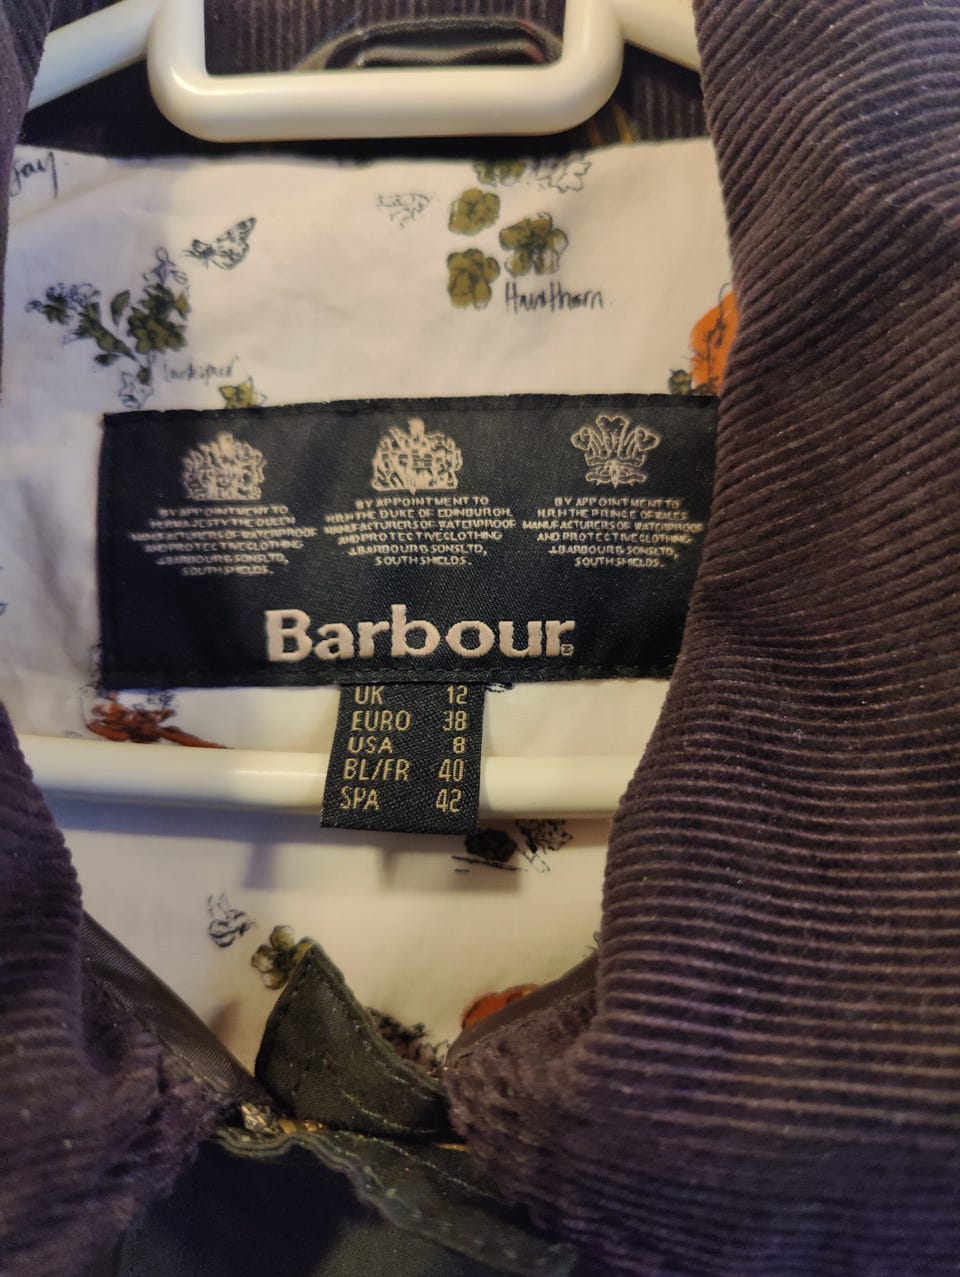 Hawthorn
BY APPOINTMENT TO
HER MAJESTY THE QUEEN
MANUFACTURERS OF WATERPROOF
AND PROTECTIVE CLOTHING
J.BARBOUR & SONS LTD,
SOUTH SHIELDS.
BY APPOINTMENT TO
H.R.H THE DUKE OF EDINBURGH
MANUFACTURERS OF WATERPROOF
AND PROTECTIVE CLOTHING
J.BARBOUR & SONS LTD,
SOUTH SHIELDS.
BY APPOINTMENT TO
H.R.H THE PRINCE OF WALES
MANUFACTURERS OF WATERPROOF
AND PROTECTIVE CLOTHING
J.BARBOUR & SONS LTD,
SOUTH SHIELDS.
Barbour®
UK 12
EURO 38
USA 8
BL/FR 40
SPA 42